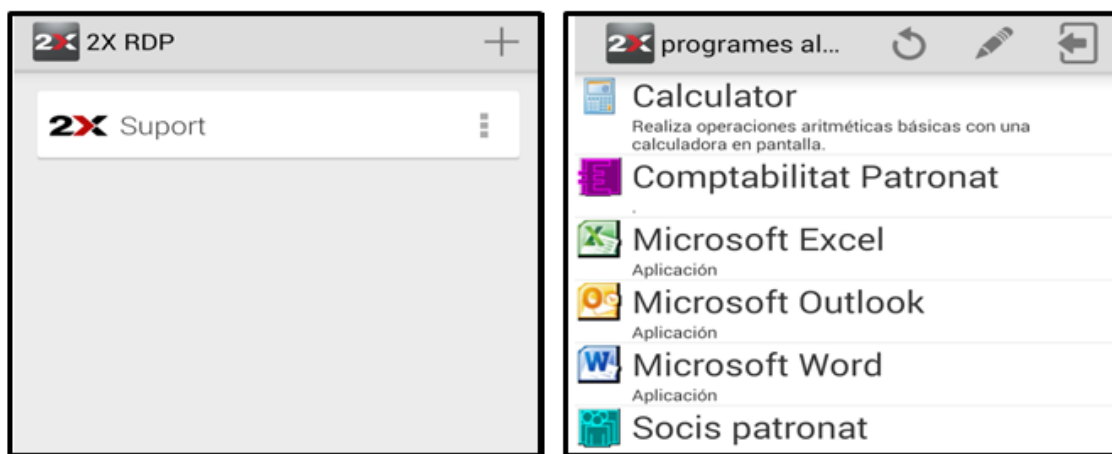 2X 2X RDP
2X Suport
2X programes al...
Calculator
Realiza operaciones aritméticas básicas con una
calculadora en pantalla.
Comptabilitat Patronat
.
Microsoft Excel
Aplicación
Microsoft Outlook
Aplicación
Microsoft Word
Aplicación
Socis patronat